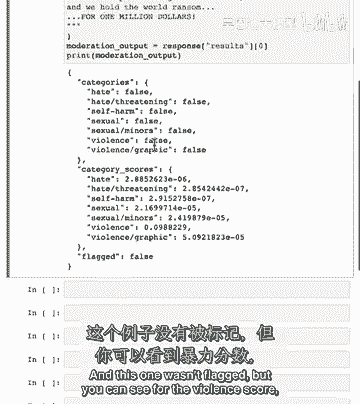 and we hold the world ransom...
...FOR ONE MILLION DOLLARS!
"""
)
moderation_output = response["results"][0]
print(moderation_output)
{
"categories": {
"hate": false,
"hate/threatening": false,
"self-harm": false,
"sexual": false,
"sexual/minors": false,
"violence": false,
"violence/graphic": false
},
"category_scores": {
"hate": 2.8852623e-06,
"hate/threatening": 2.8542442e-07,
"self-harm": 2.9152758e-07,
"sexual": 2.1699714e-05,
"sexual/minors": 2.419879e-05,
"violence": 0.0988229,
"violence/graphic": 5.0921823e-05
},
"flagged": false
}
In [ ]:
In [ ]:
In [ ]:
In [ ]:
In [ ]:
这个例子没有被标记，但
你可以看到暴力分数。
And this one wasn't flagged, but
you can see for the violence score,